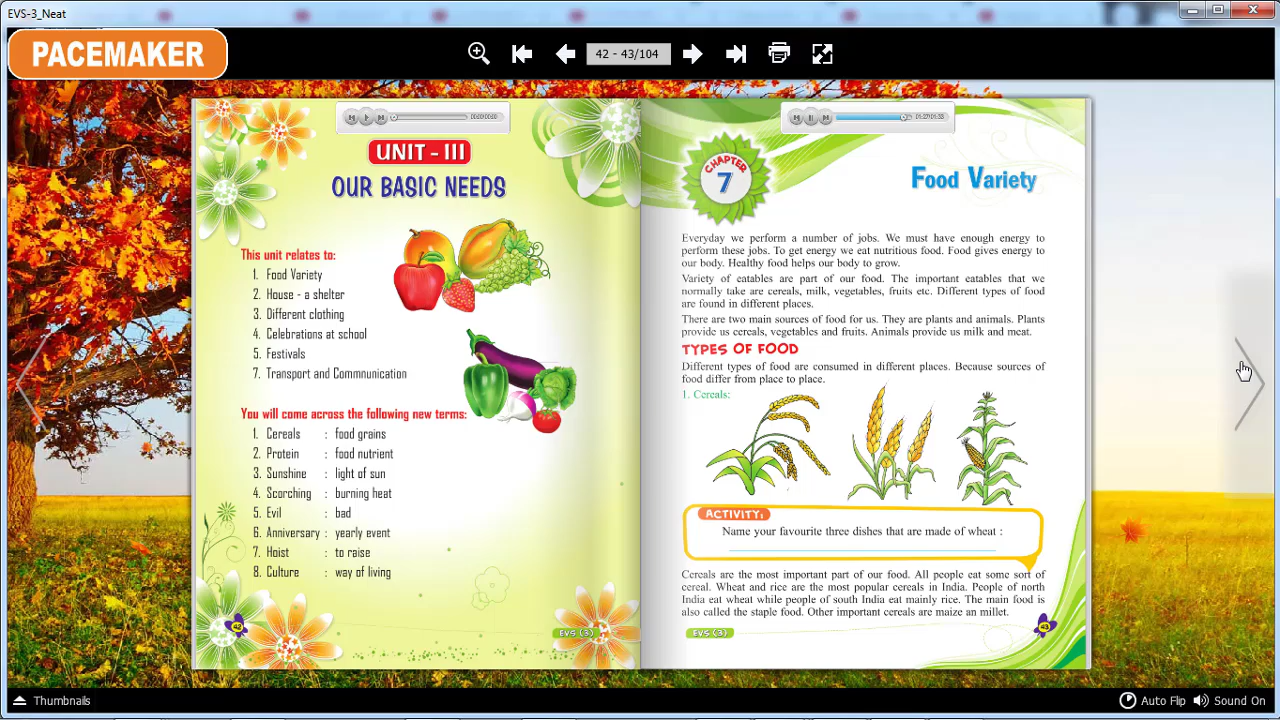 EVS-3_Neat
PACEMAKER
42 - 43/104
00:00/00:00
UNIT - III
OUR BASIC NEEDS
This unit relates to:
1. Food Variety
2. House - a shelter
3. Different clothing
4. Celebrations at school
5. Festivals
7. Transport and Commnunication
You will come across the following new terms:
1. Cereals : food grains
2. Protein : food nutrient
3. Sunshine : light of sun
4. Scorching : burning heat
5. Evil : bad
6. Anniversary : yearly event
7. Hoist : to raise
8. Culture : way of living
42
EVS (3)
01:27/01:33
CHAPTER
7
Food Variety
Everyday we perform a number of jobs. We must have enough energy to
perform these jobs. To get energy we eat nutritious food. Food gives energy to
our body. Healthy food helps our body to grow.
Variety of eatables are part of our food. The important eatables that we
normally take are cereals, milk, vegetables, fruits etc. Different types of food
are found in different places.
There are two main sources of food for us. They are plants and animals. Plants
provide us cereals, vegetables and fruits. Animals provide us milk and meat.
TYPES OF FOOD
Different types of food are consumed in different places. Because sources of
food differ from place to place.
1. Cereals:
ACTIVITY:
Name your favourite three dishes that are made of wheat :
Cereals are the most important part of our food. All people eat some sort of
cereal. Wheat and rice are the most popular cereals in India. People of north
India eat wheat while people of south India eat mainly rice. The main food is
also called the staple food. Other important cereals are maize an millet.
EVS (3)
43
Thumbnails
Auto Flip
Sound On